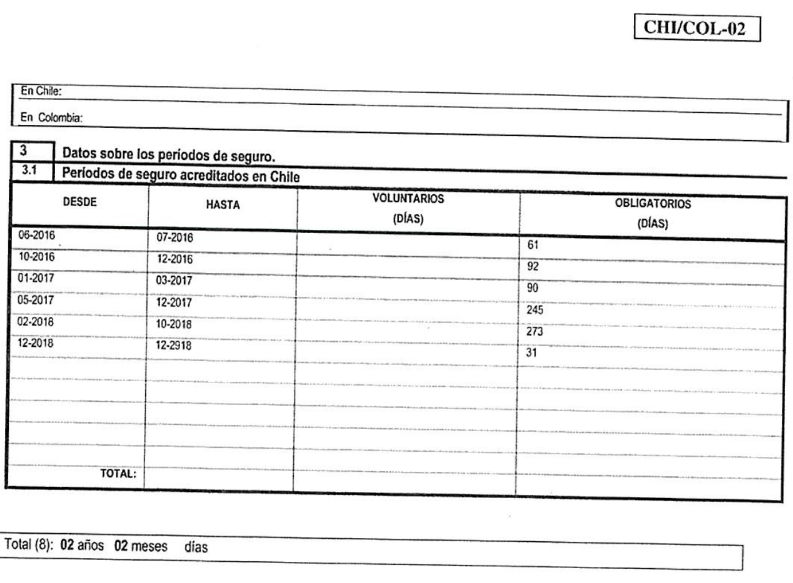 CHI/COL-02
En Chile:
En Colombia:
3 Datos sobre los periodos de seguro.
3.1 Períodos de seguro acreditados en Chile
DESDE HASTA VOLUNTARIOS (DÍAS) OBLIGATORIOS (DÍAS)
06-2016 07-2016 61
10-2016 12-2016 92
01-2017 03-2017 90
05-2017 12-2017 245
02-2018 10-2018 273
12-2018 12-2918 31
TOTAL:
Total (8): 02 años 02 meses días